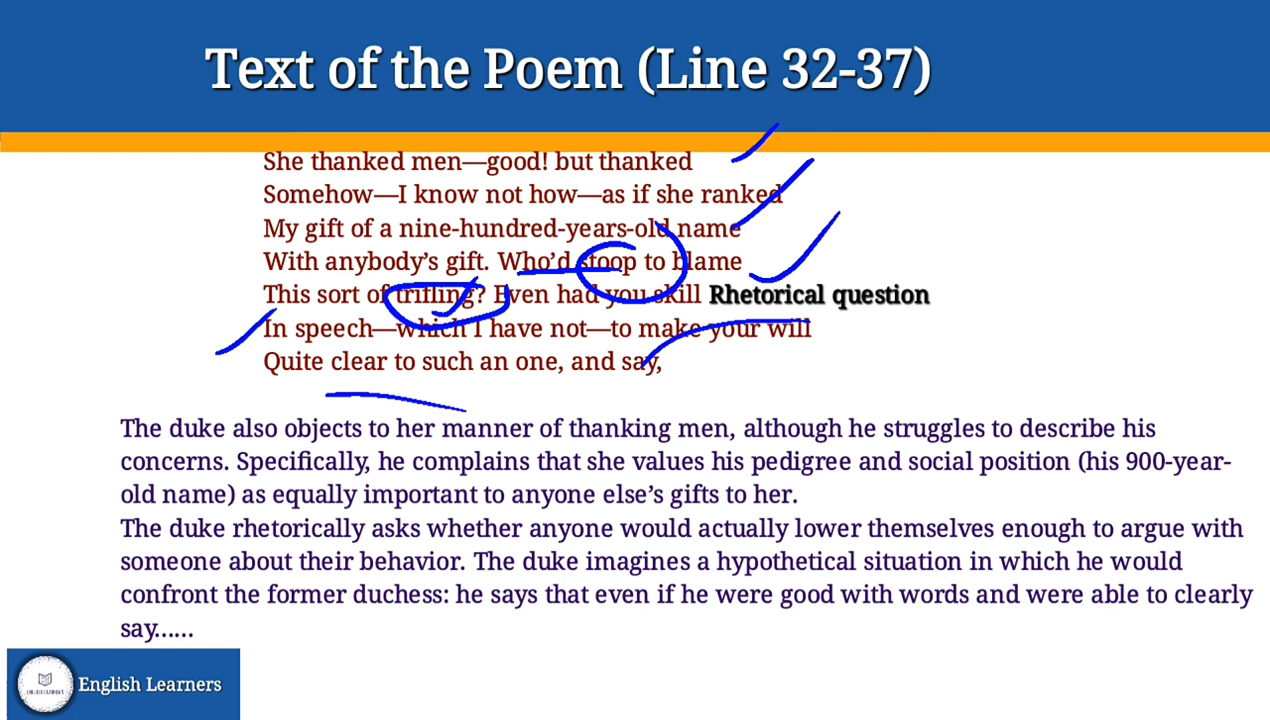 Text of the Poem (Line 32-37)
She thanked men—good! but thanked
Somehow—I know not how—as if she ranked
My gift of a nine-hundred-years-old name
With anybody's gift. Who'd stoop to blame
This sort of trifling? Even had you skill Rhetorical question
In speech—which I have not—to make your will
Quite clear to such an one, and say,
The duke also objects to her manner of thanking men, although he struggles to describe his
concerns. Specifically, he complains that she values his pedigree and social position (his 900-year-
old name) as equally important to anyone else's gifts to her.
The duke rhetorically asks whether anyone would actually lower themselves enough to argue with
someone about their behavior. The duke imagines a hypothetical situation in which he would
confront the former duchess: he says that even if he were good with words and were able to clearly
say......
English Learners